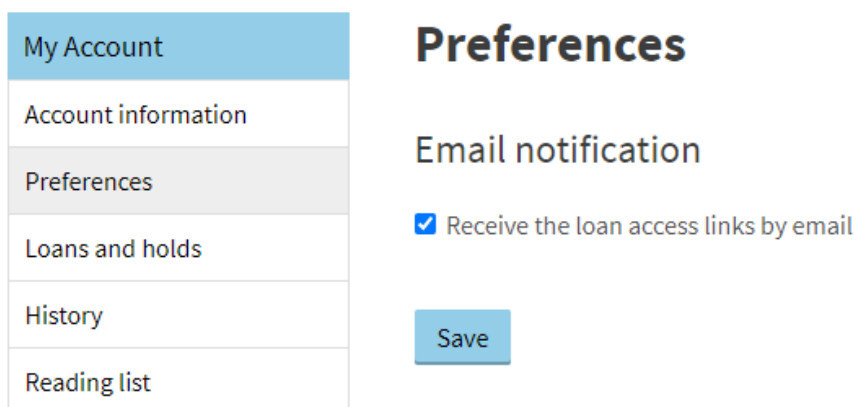 My Account
Account information
Preferences
Loans and holds
History
Reading list
Preferences
Email notification
Receive the loan access links by email
Save